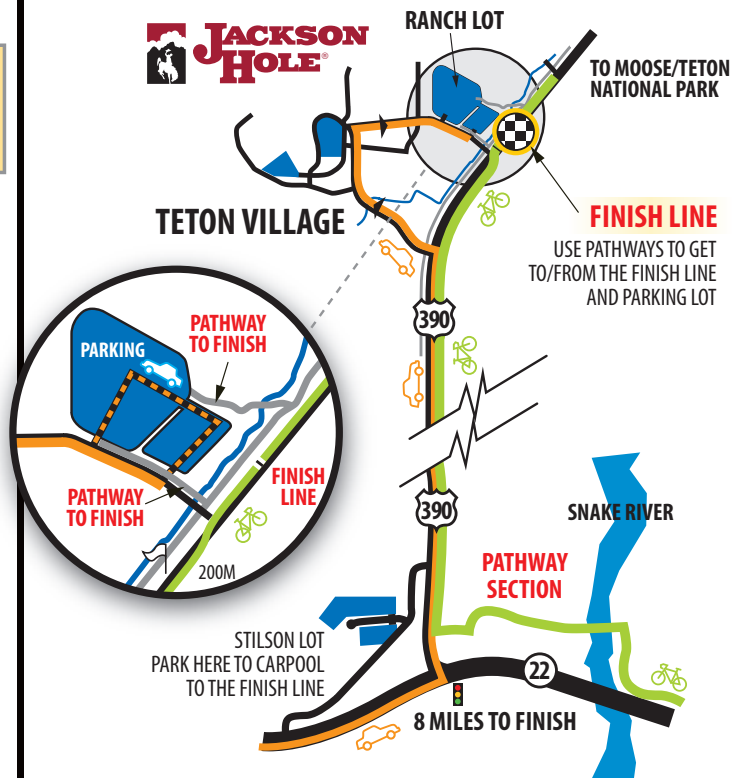 JACKSON
HOLE®
RANCH LOT
TO MOOSE/TETON
NATIONAL PARK
TETON VILLAGE
FINISH LINE
USE PATHWAYS TO GET
TO/FROM THE FINISH LINE
AND PARKING LOT
390
PATHWAY
TO FINISH
PARKING
PATHWAY
TO FINISH
FINISH
LINE
200M
390
SNAKE RIVER
PATHWAY
SECTION
STILSON LOT
PARK HERE TO CARPOOL
TO THE FINISH LINE
22
8 MILES TO FINISH